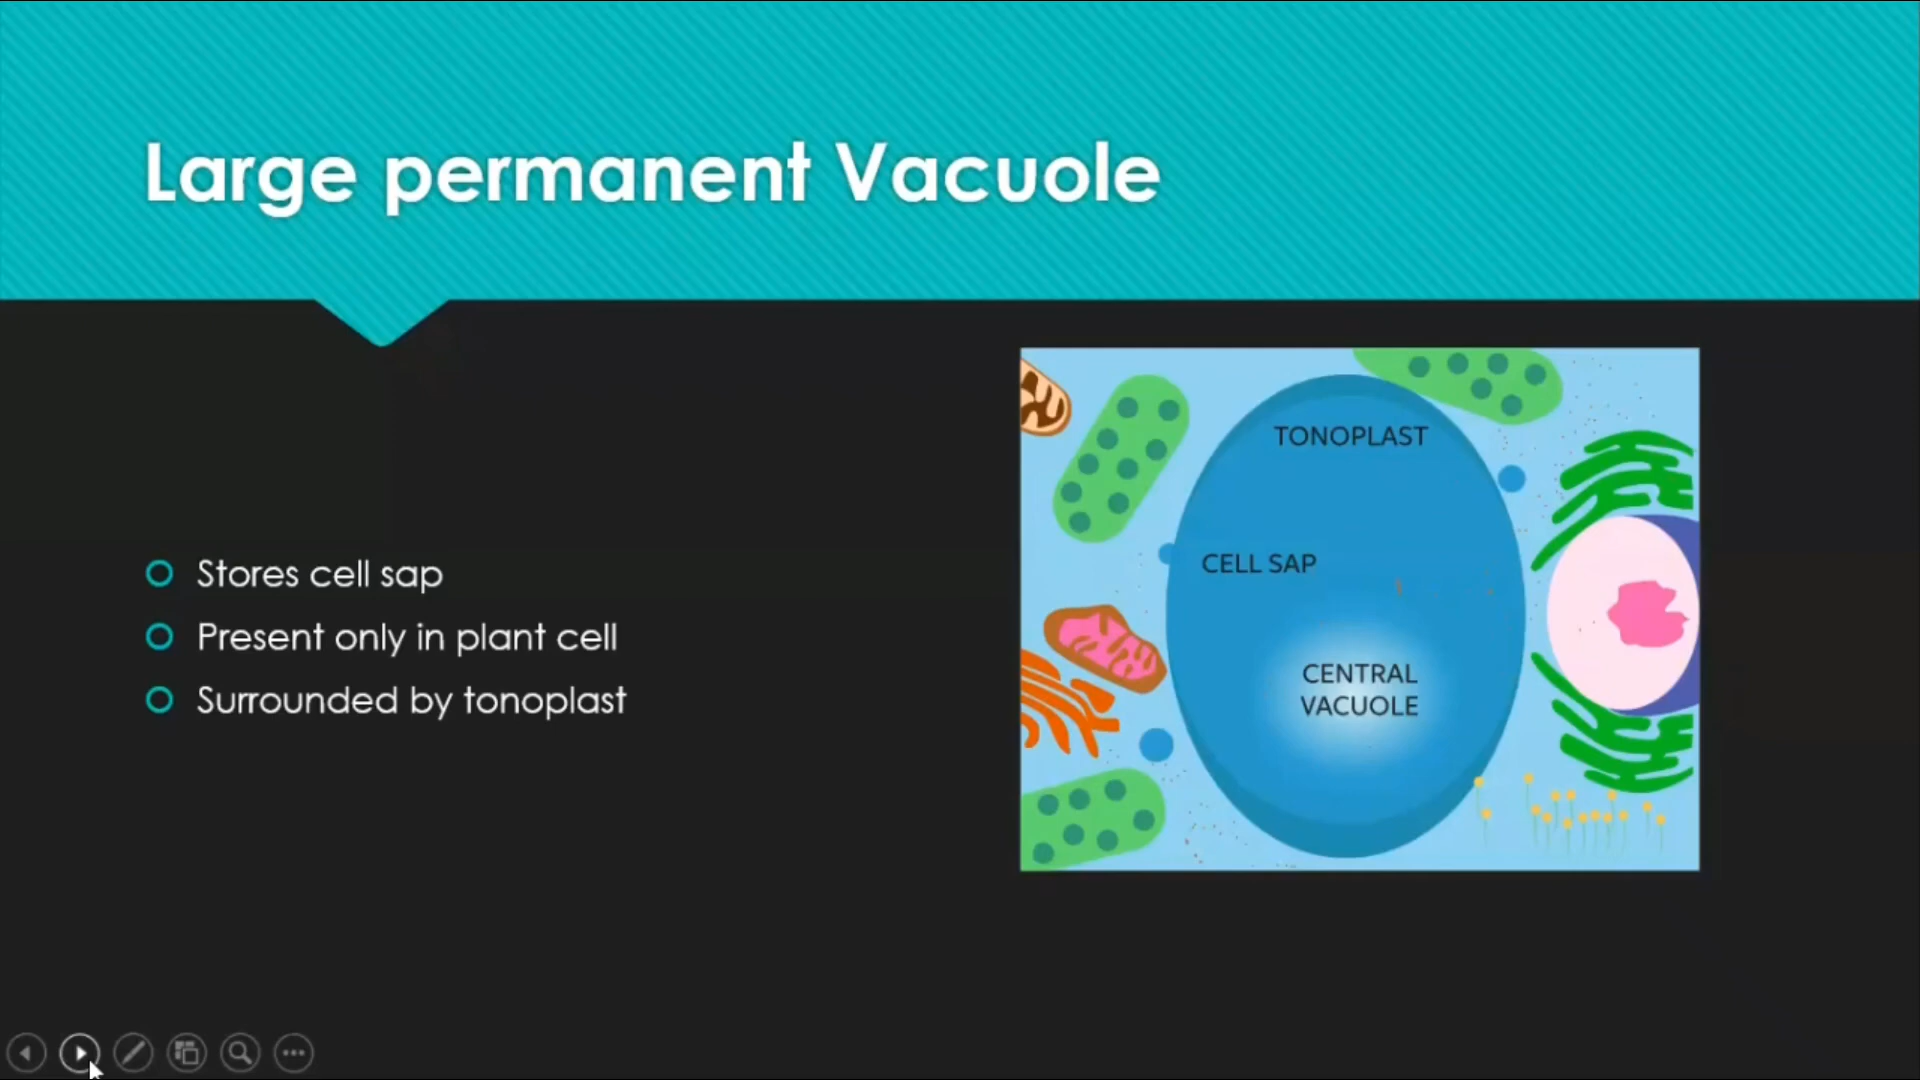 Large permanent Vacuole
Stores cell sap
Present only in plant cell
Surrounded by tonoplast
TONOPLAST
CELL SAP
CENTRAL
VACUOLE